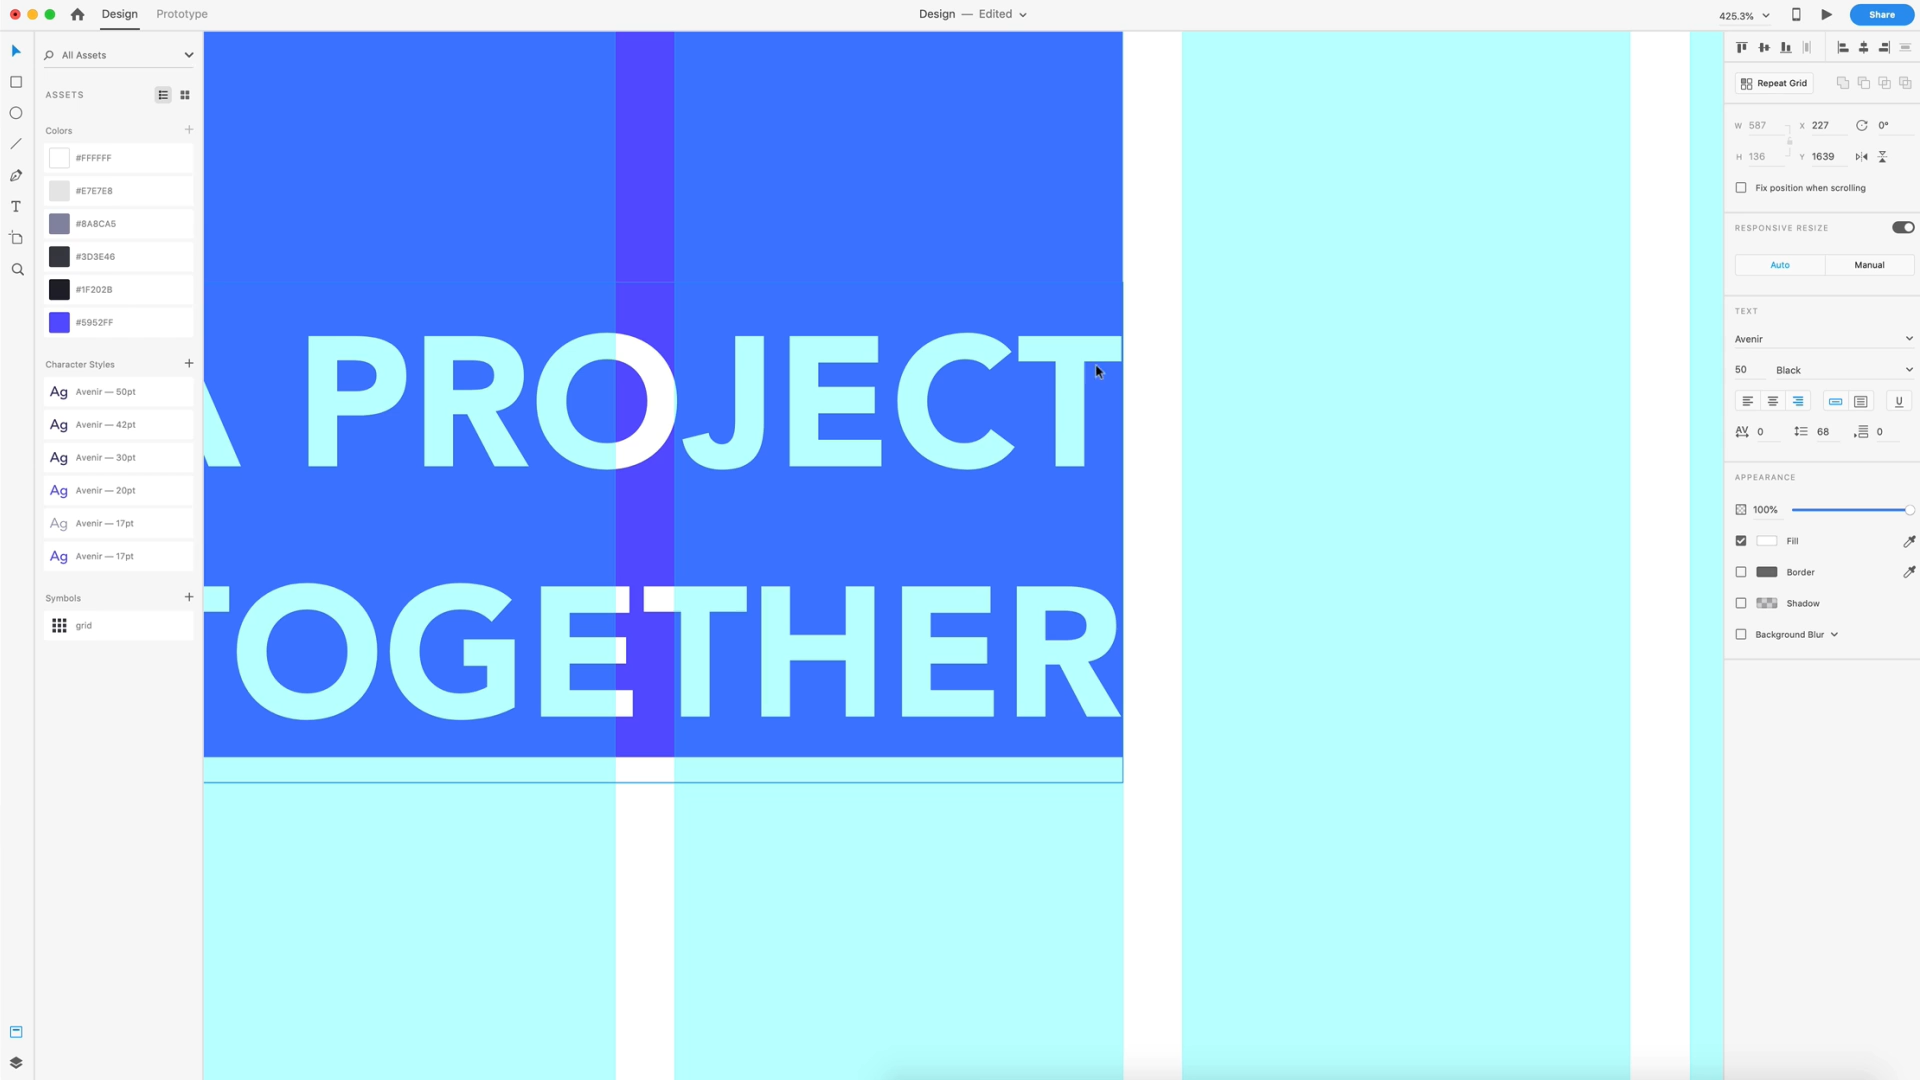 Design
Prototype
Design — Edited
425.3%
Share
All Assets
ASSETS
Colors
#FFFFFF
#E7E7E8
#8A8CA5
#3D3E46
#1F202B
#5952FF
Character Styles
Ag Avenir — 50pt
Ag Avenir — 42pt
Ag Avenir — 30pt
Ag Avenir — 20pt
Ag Avenir — 17pt
Ag Avenir — 17pt
Symbols
grid
PROJECT
TOGETHER
Repeat Grid
W 587 X 227 0°
H 136 Y 1639
Fix position when scrolling
RESPONSIVE RESIZE
Auto Manual
TEXT
Avenir
50 Black
U
AV 0 68 0
APPEARANCE
100%
Fill
Border
Shadow
Background Blur